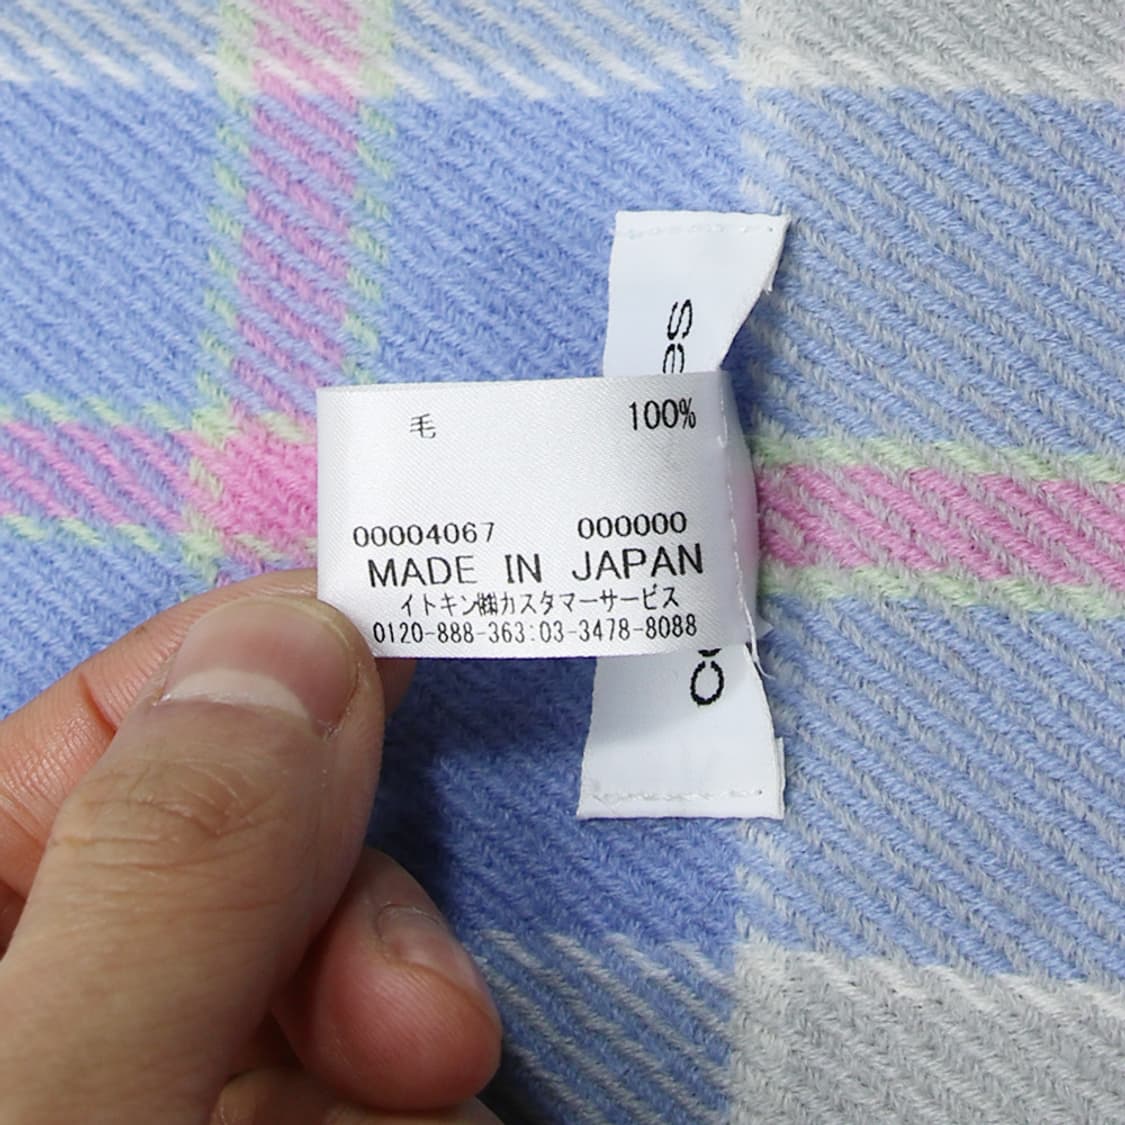 毛 100%
00004067 000000
MADE IN JAPAN
イトキン㈱カスタマーサービス
0120-888-363:03-3478-8088
es